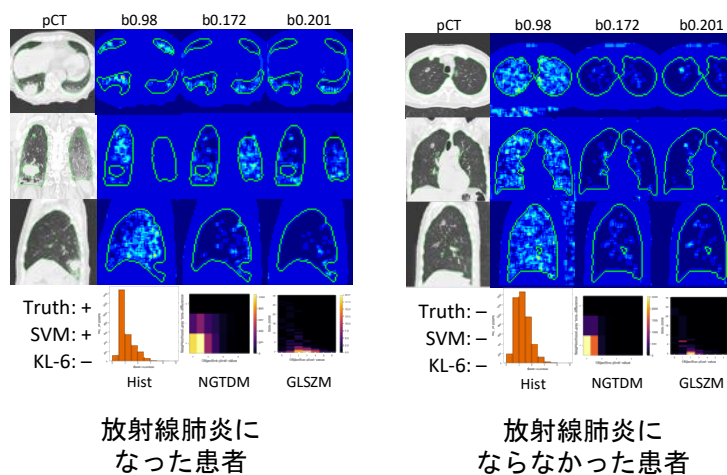 pCT b0.98 b0.172 b0.201
Truth: +
SVM: +
KL-6: −
Hist NGTDM GLSZM
放射線肺炎に
なった患者
pCT b0.98 b0.172 b0.201
Truth: −
SVM: −
KL-6: −
Hist NGTDM GLSZM
放射線肺炎に
ならなかった患者